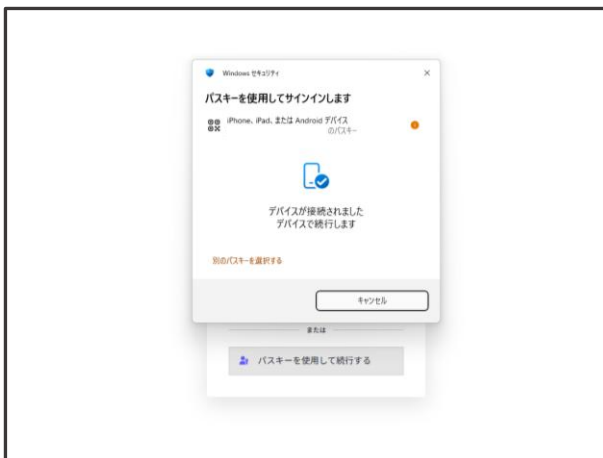 Windows セキュリティ
パスキーを使用してサインインします
iPhone、iPad、または Android デバイス
のパスキー
デバイスが接続されました
デバイスで続行します
別のパスキーを選択する
キャンセル
または
パスキーを使用して続行する